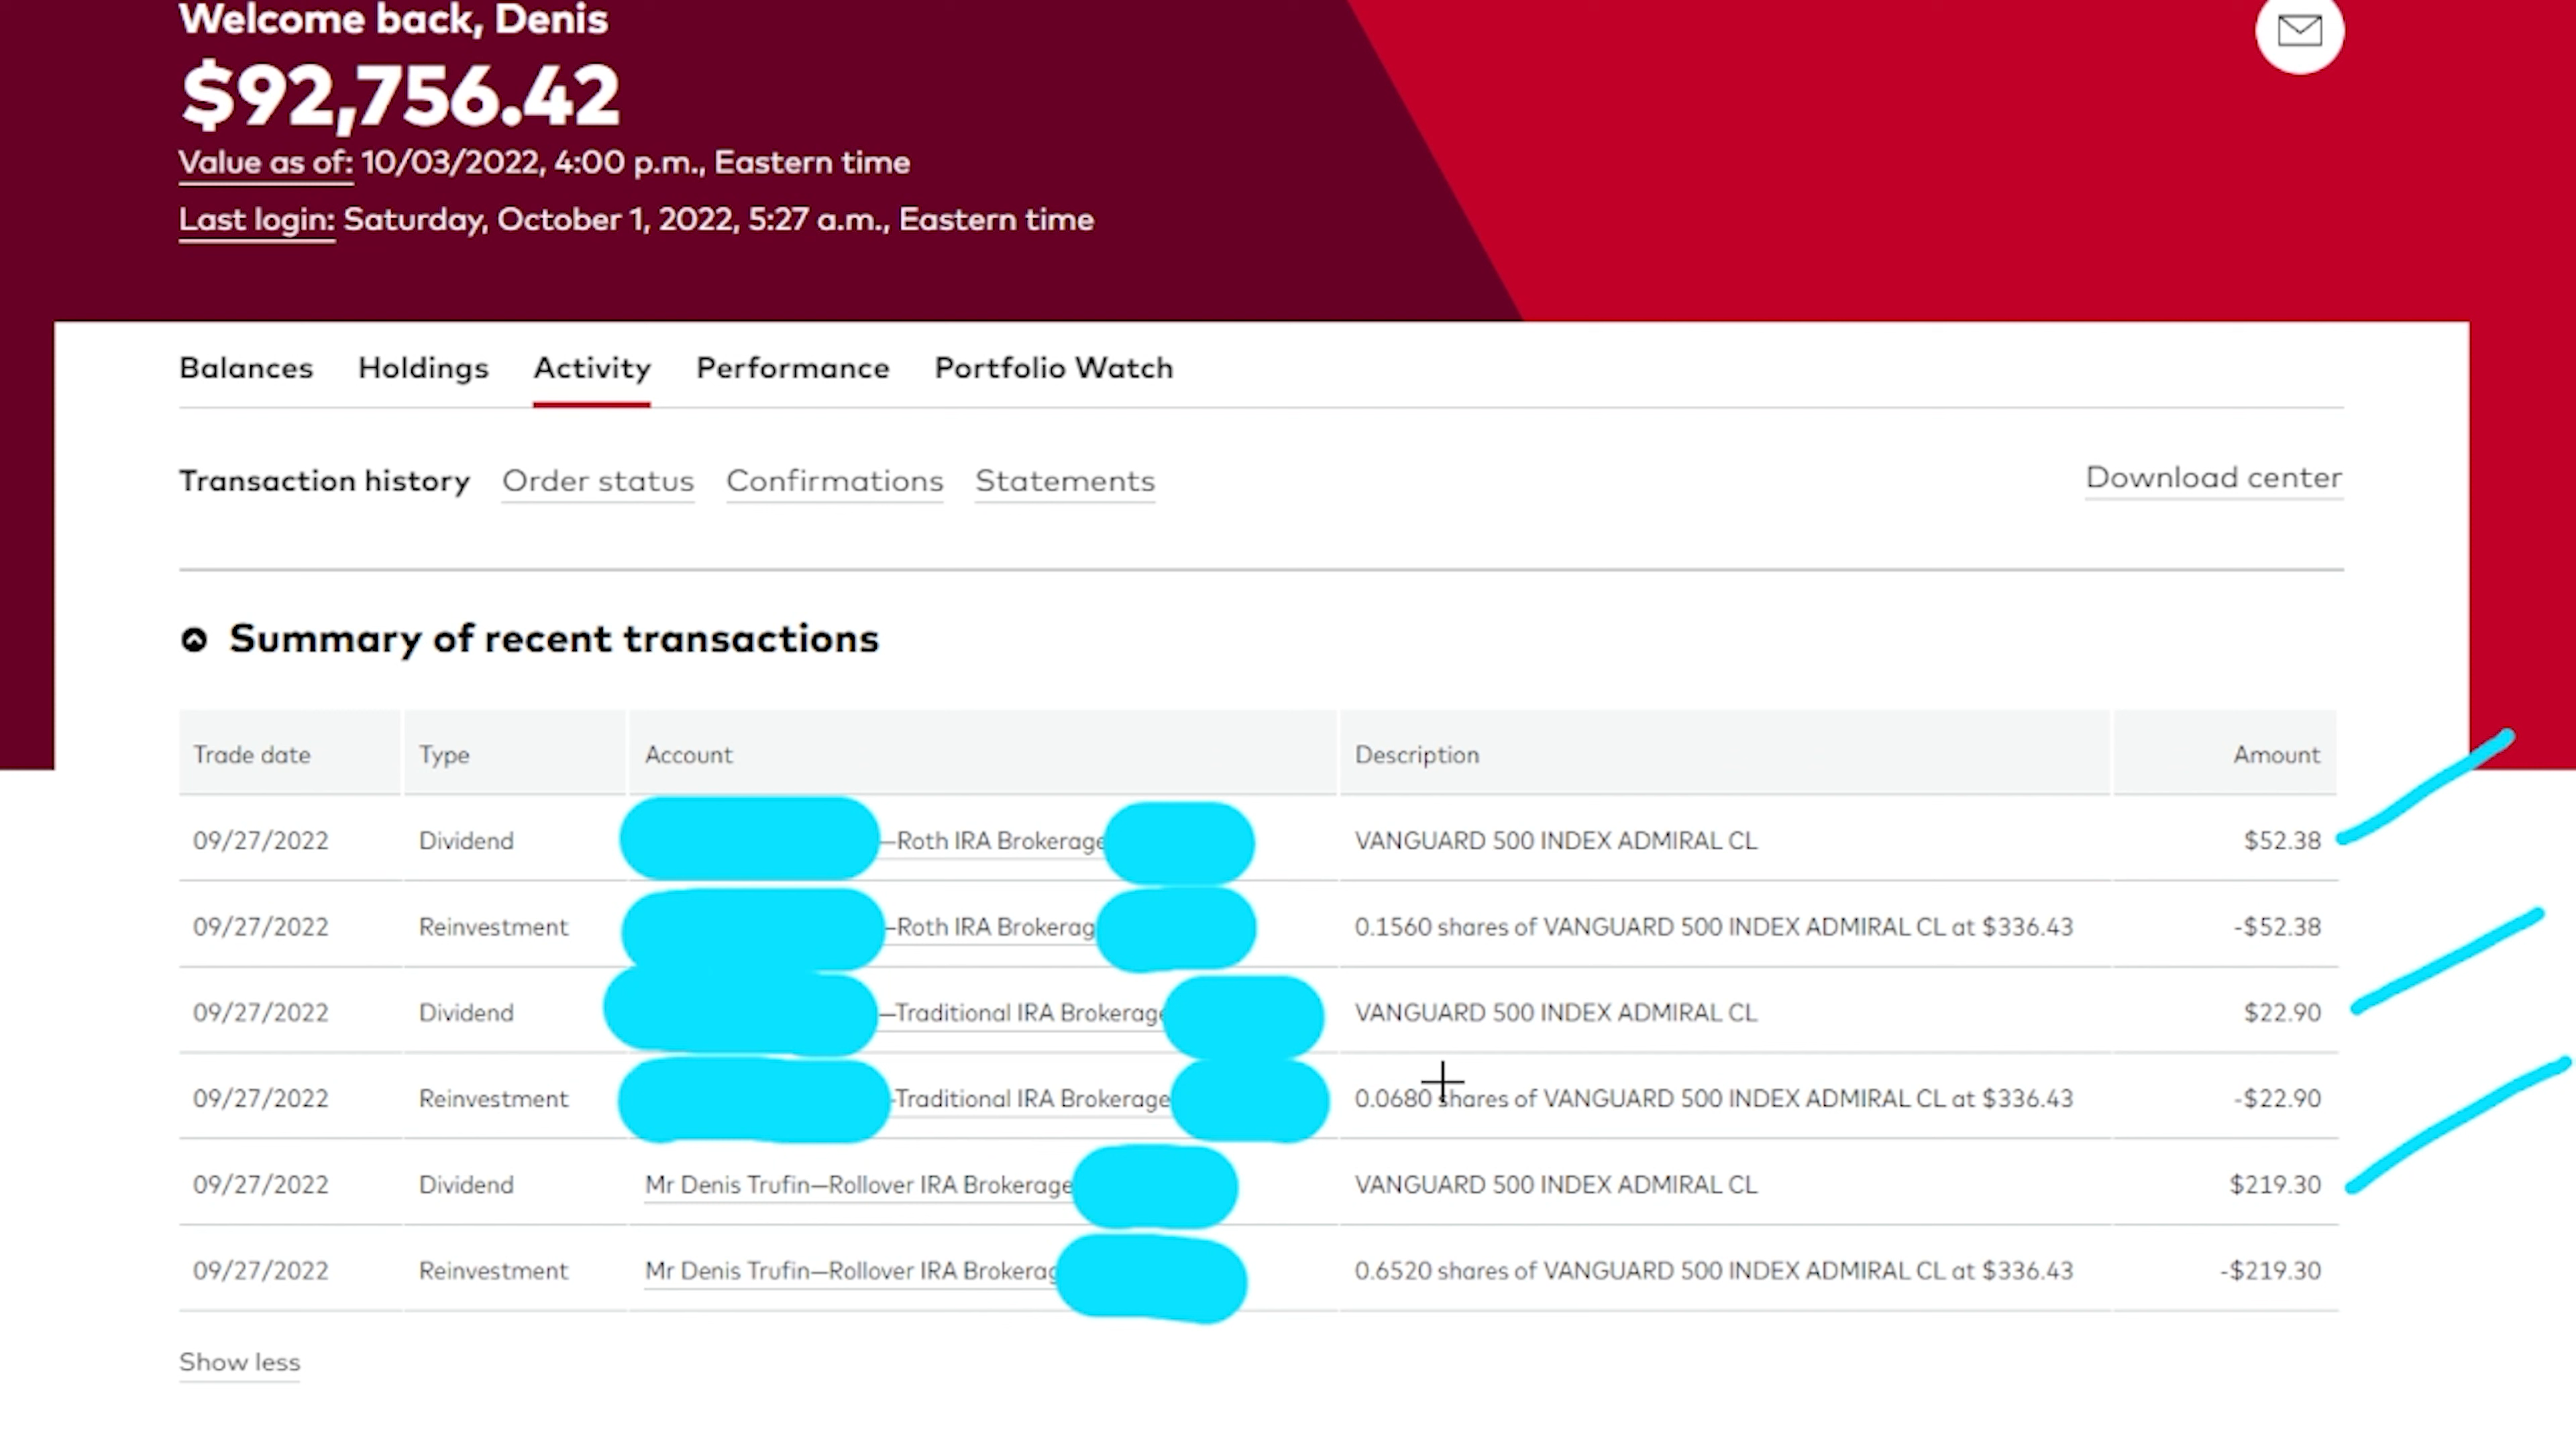 Welcome back, Denis
$92,756.42
Value as of: 10/03/2022, 4:00 p.m., Eastern time
Last login: Saturday, October 1, 2022, 5:27 a.m., Eastern time
Balances Holdings Activity Performance Portfolio Watch
Transaction history Order status Confirmations Statements Download center
Summary of recent transactions
Trade date Type Account Description Amount
09/27/2022 Dividend —Roth IRA Brokerage VANGUARD 500 INDEX ADMIRAL CL $52.38
09/27/2022 Reinvestment —Roth IRA Brokerag VANGUARD 500 INDEX ADMIRAL CL 0.1560 shares of VANGUARD 500 INDEX ADMIRAL CL at $336.43 -$52.38
09/27/2022 Dividend —Traditional IRA Brokerage VANGUARD 500 INDEX ADMIRAL CL $22.90
09/27/2022 Reinvestment -Traditional IRA Brokerage 0.0680 shares of VANGUARD 500 INDEX ADMIRAL CL at $336.43 -$22.90
09/27/2022 Dividend Mr Denis Trufin—Rollover IRA Brokerage VANGUARD 500 INDEX ADMIRAL CL $219.30
09/27/2022 Reinvestment Mr Denis Trufin—Rollover IRA Brokerag 0.6520 shares of VANGUARD 500 INDEX ADMIRAL CL at $336.43 -$219.30
Show less